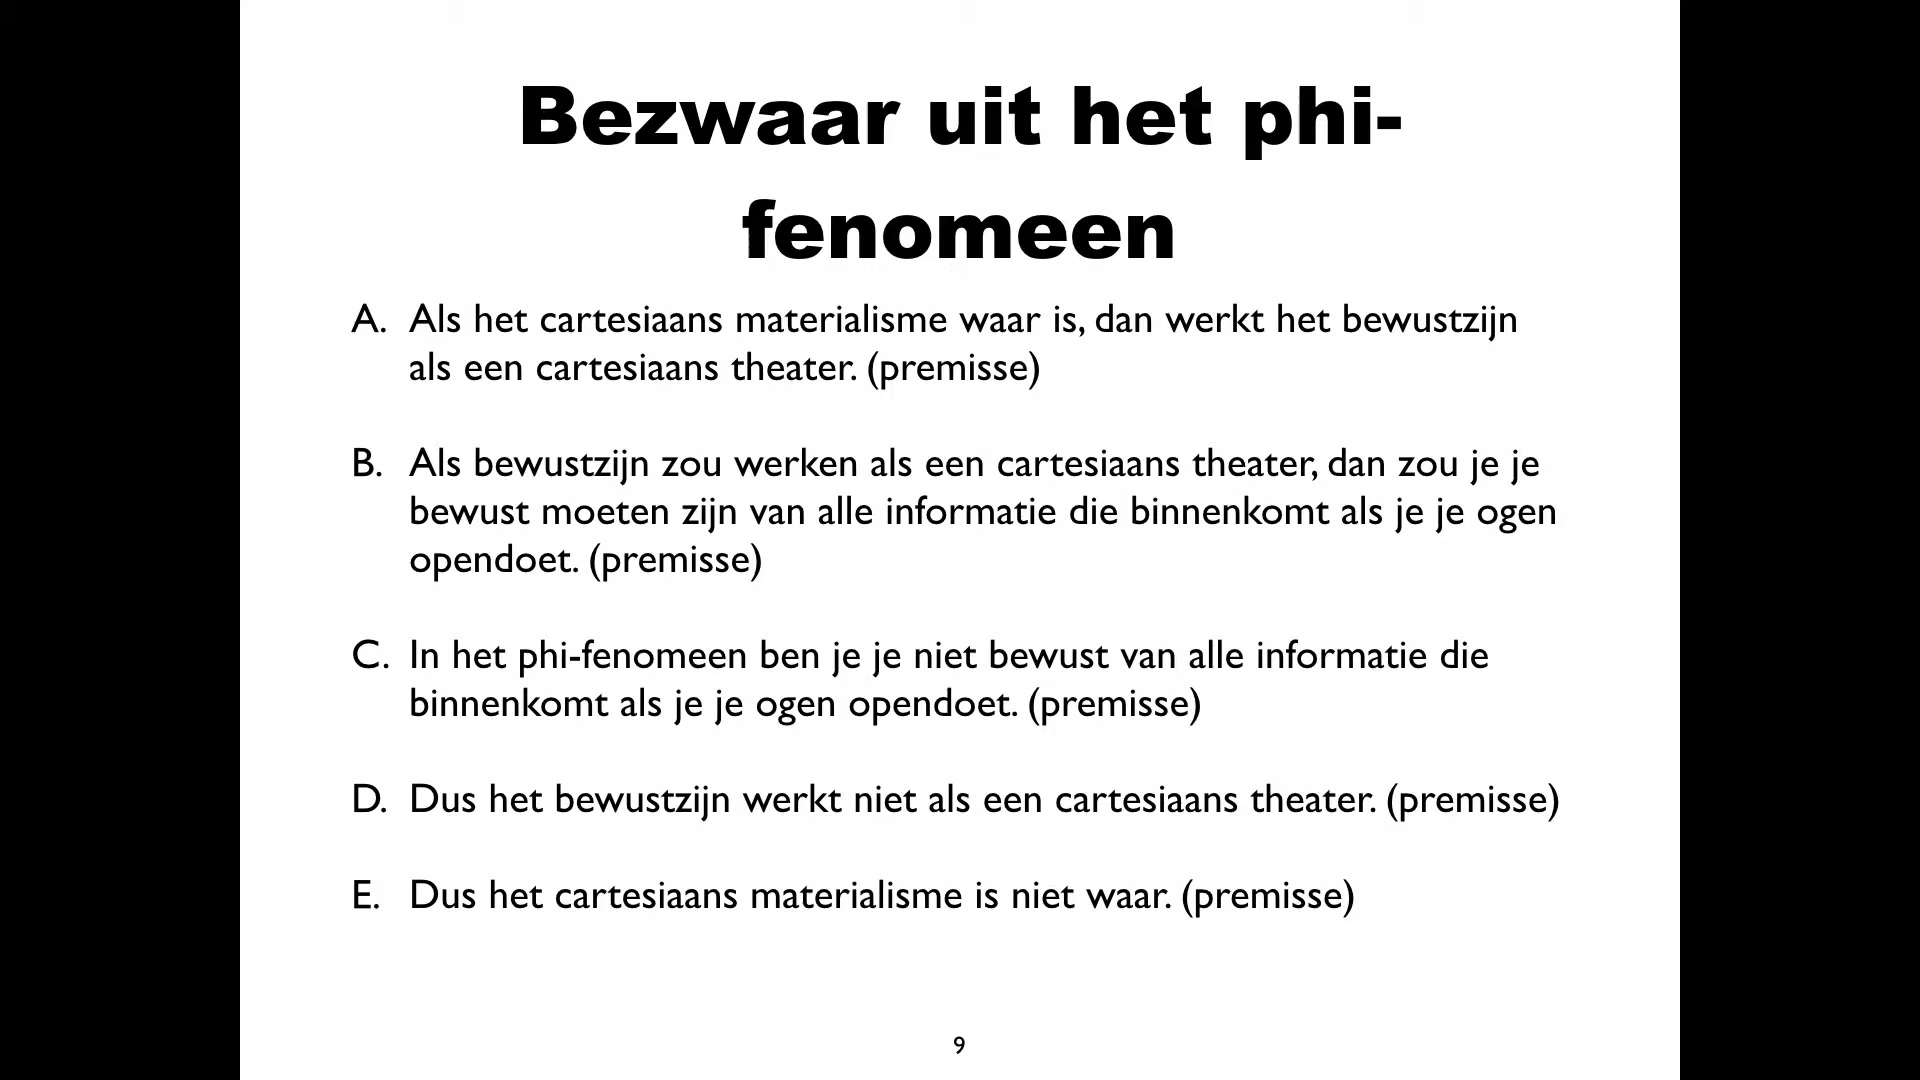 Bezwaar uit het phi-
fenomeen
A. Als het cartesiaans materialisme waar is, dan werkt het bewustzijn
als een cartesiaans theater. (premisse)
B. Als bewustzijn zou werken als een cartesiaans theater, dan zou je je
bewust moeten zijn van alle informatie die binnenkomt als je je ogen
opendoet. (premisse)
C. In het phi-fenomeen ben je je niet bewust van alle informatie die
binnenkomt als je je ogen opendoet. (premisse)
D. Dus het bewustzijn werkt niet als een cartesiaans theater. (premisse)
E. Dus het cartesiaans materialisme is niet waar. (premisse)
9